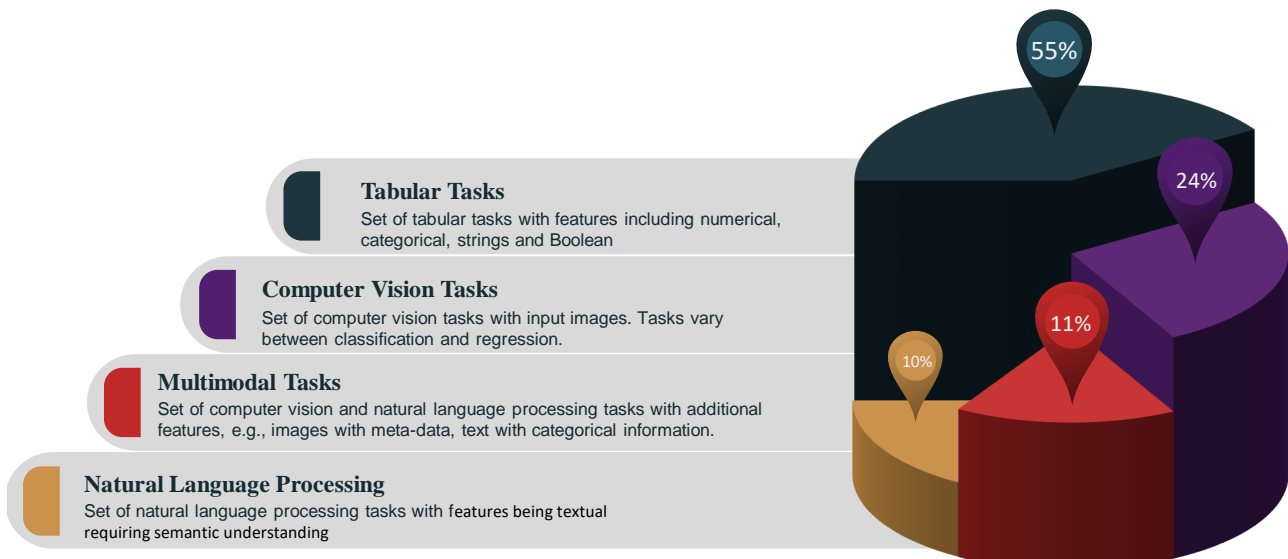 55%
Tabular Tasks
24%
Set of tabular tasks with features including numerical,
categorical, strings and Boolean
Computer Vision Tasks
Set of computer vision tasks with input images. Tasks vary
between classification and regression.
11%
10%
Multimodal Tasks
Set of computer vision and natural language processing tasks with additional
features, e.g., images with meta-data, text with categorical information.
Natural Language Processing
Set of natural language processing tasks with features being textual
requiring semantic understanding